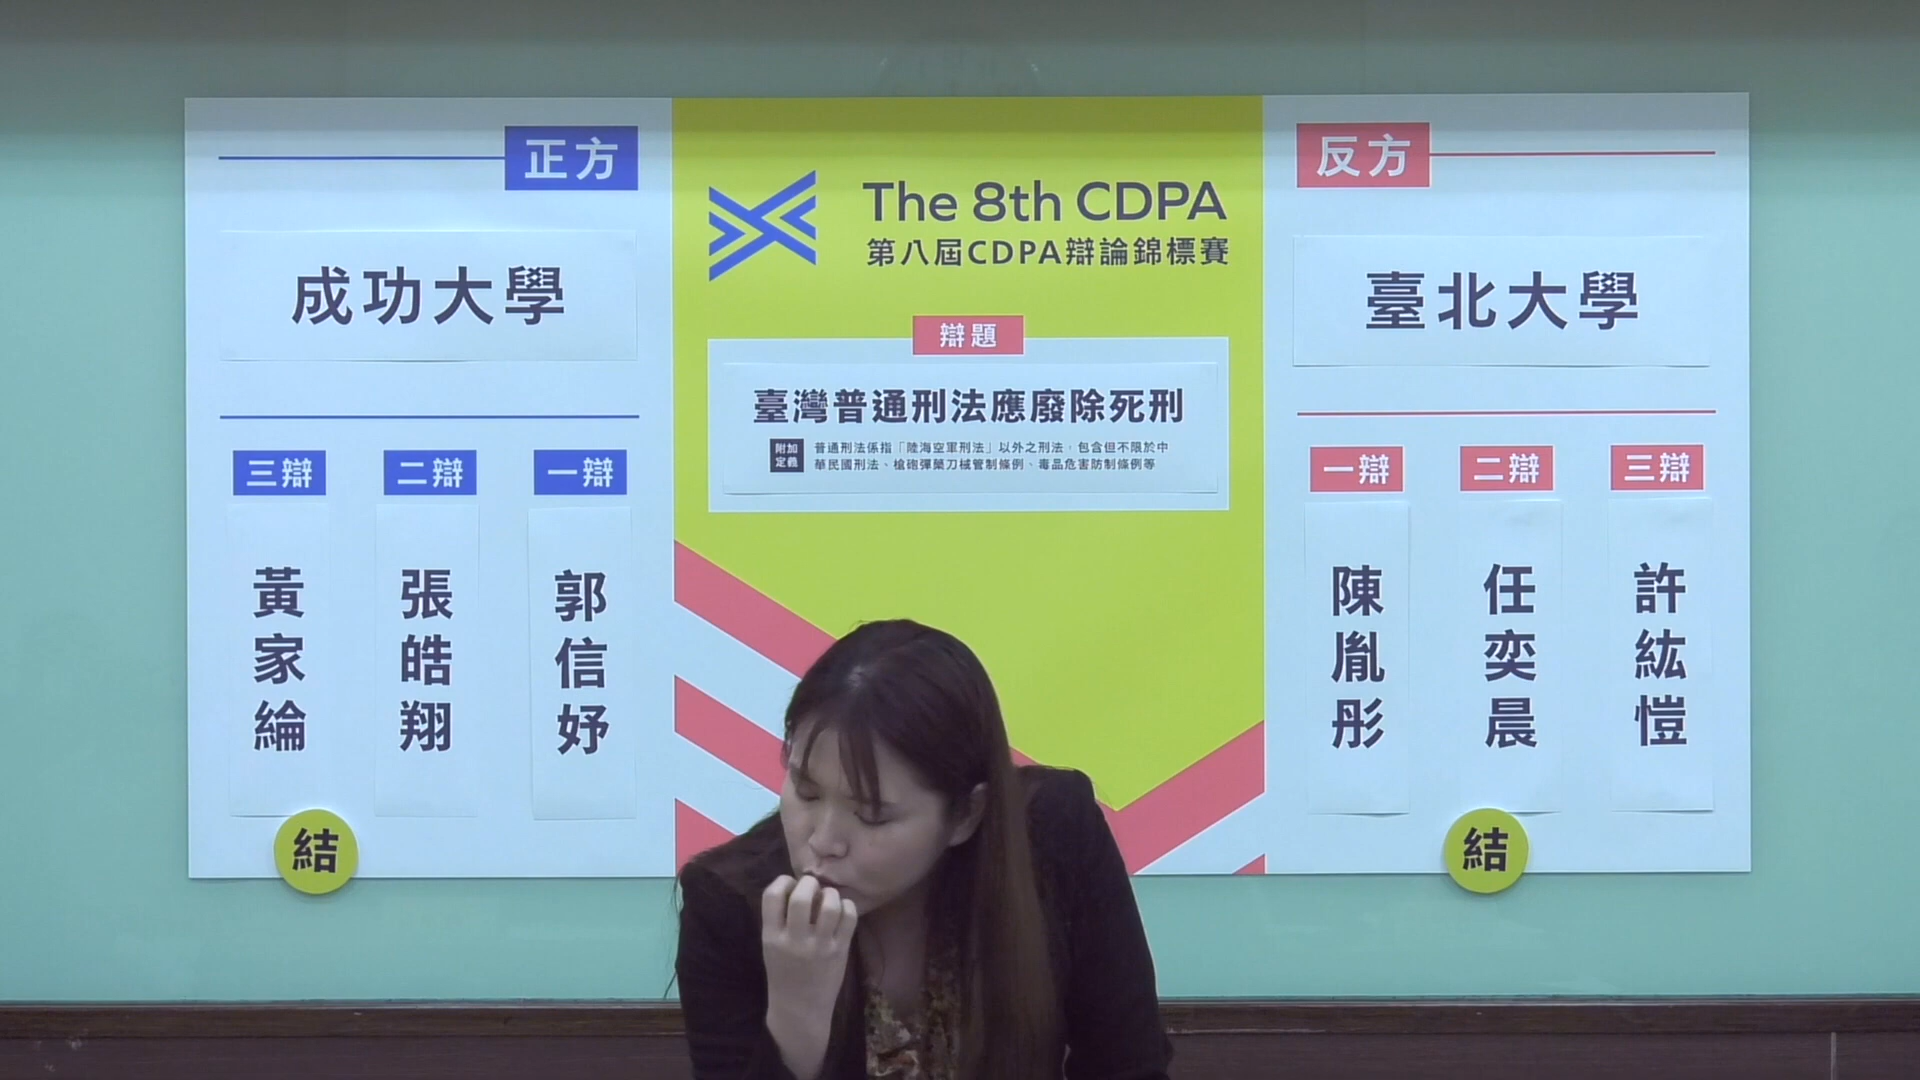 正方
成功大學
三辯
二辯
一辯
黃家綸
張皓翔
郭信妤
結
The 8th CDPA
第八屆CDPA辯論錦標賽
辯題
臺灣普通刑法應廢除死刑
附加
定義
普通刑法係指「陸海空軍刑法」以外之刑法，包含但不限於中
華民國刑法、槍砲彈藥刀械管制條例、毒品危害防制條例等
反方
臺北大學
一辯
二辯
三辯
陳胤彤
任奕晨
許紘愷
結